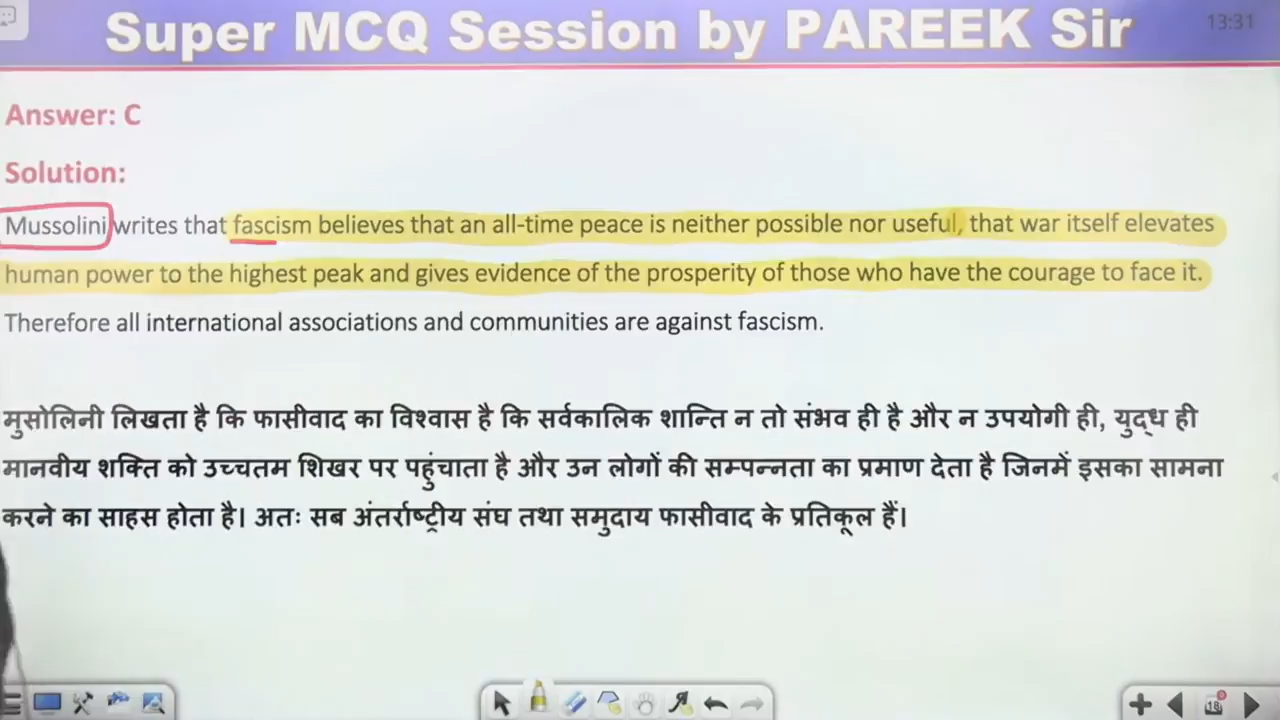 Super MCQ Session by PAREEK Sir
13:31
Answer: C
Solution:
Mussolini writes that fascism believes that an all-time peace is neither possible nor useful, that war itself elevates
human power to the highest peak and gives evidence of the prosperity of those who have the courage to face it.
Therefore all international associations and communities are against fascism.
मुसोलिनी लिखता है कि फासीवाद का विश्वास है कि सर्वकालिक शान्ति न तो संभव ही है और न उपयोगी ही, युद्ध ही
मानवीय शक्ति को उच्चतम शिखर पर पहुंचाता है और उन लोगों की सम्पन्नता का प्रमाण देता है जिनमें इसका सामना
करने का साहस होता है। अतः सब अंतर्राष्ट्रीय संघ तथा समुदाय फासीवाद के प्रतिकूल हैं।
18